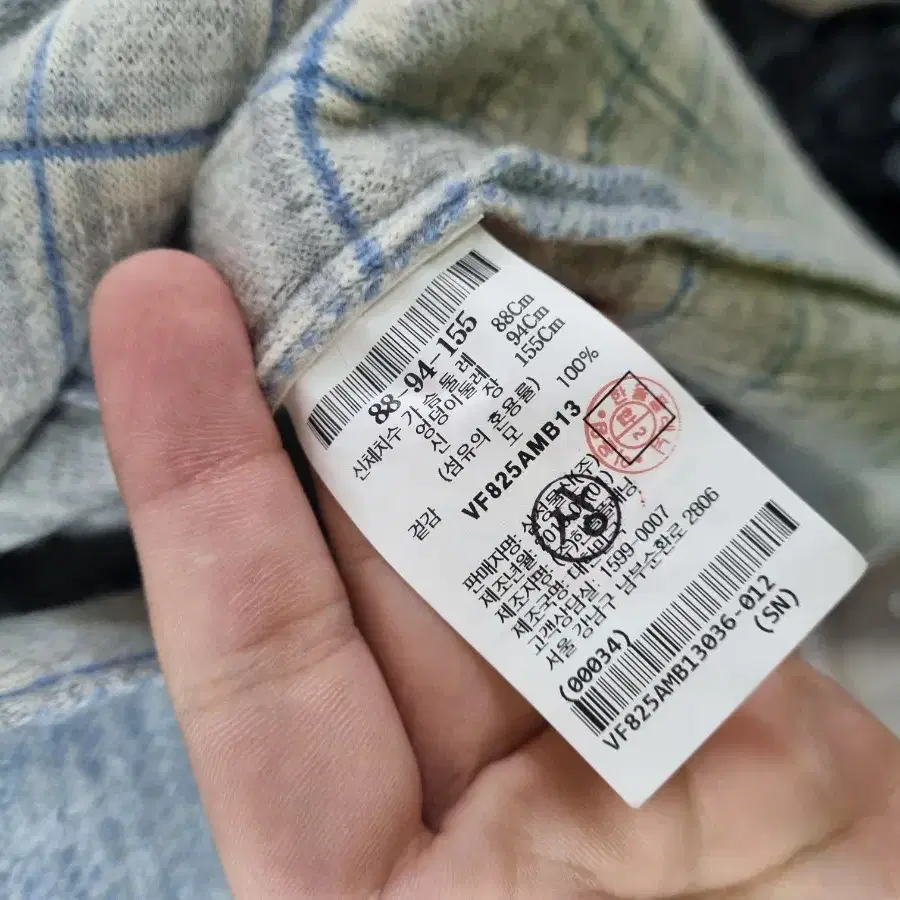 88-94-155
신체치수 가 슴 둘 레 88Cm
엉덩이둘레 94Cm
신 장 155Cm
(섬유의 혼용률)
겉감 모 100%
VF825AMB13
판매자명:
제조년월:
제조자명:
제조국명:
고객상담실: 1599-0007
서울 강남구 남부순환로 2806
(00034)
VF825AMB13036-012
(SN)
상